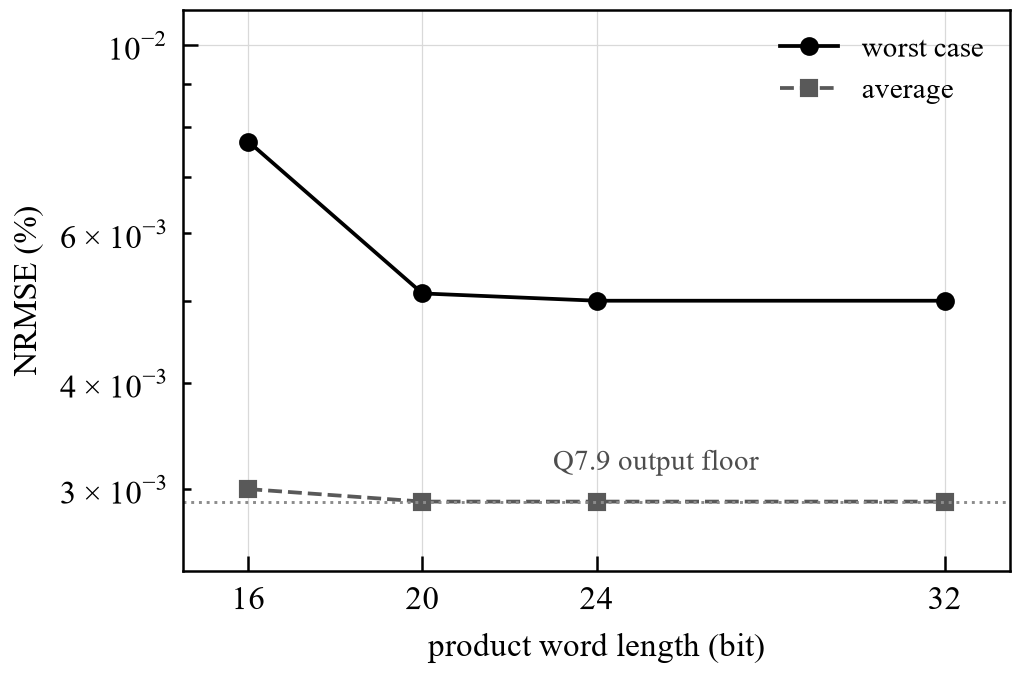 10⁻²
6 × 10⁻³
4 × 10⁻³
3 × 10⁻³
NRMSE (%)
worst case
average
Q7.9 output floor
16 20 24 32
product word length (bit)